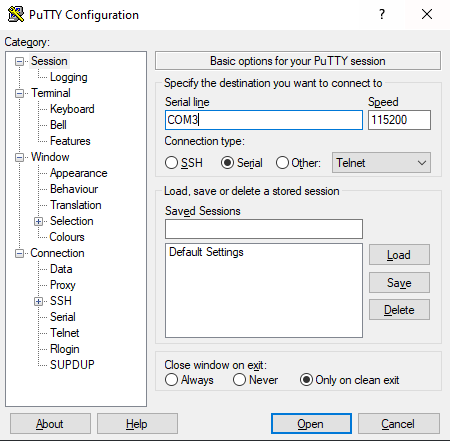 PuTTY Configuration
?
Category:
Session
Logging
Terminal
Keyboard
Bell
Features
Window
Appearance
Behaviour
Translation
Selection
Colours
Connection
Data
Proxy
SSH
Serial
Telnet
Rlogin
SUPDUP
Basic options for your PuTTY session
Specify the destination you want to connect to
Serial line Speed
COM3 115200
Connection type:
SSH Serial Other: Telnet
Load, save or delete a stored session
Saved Sessions
Default Settings
Load
Save
Delete
Close window on exit:
Always Never Only on clean exit
About Help Open Cancel